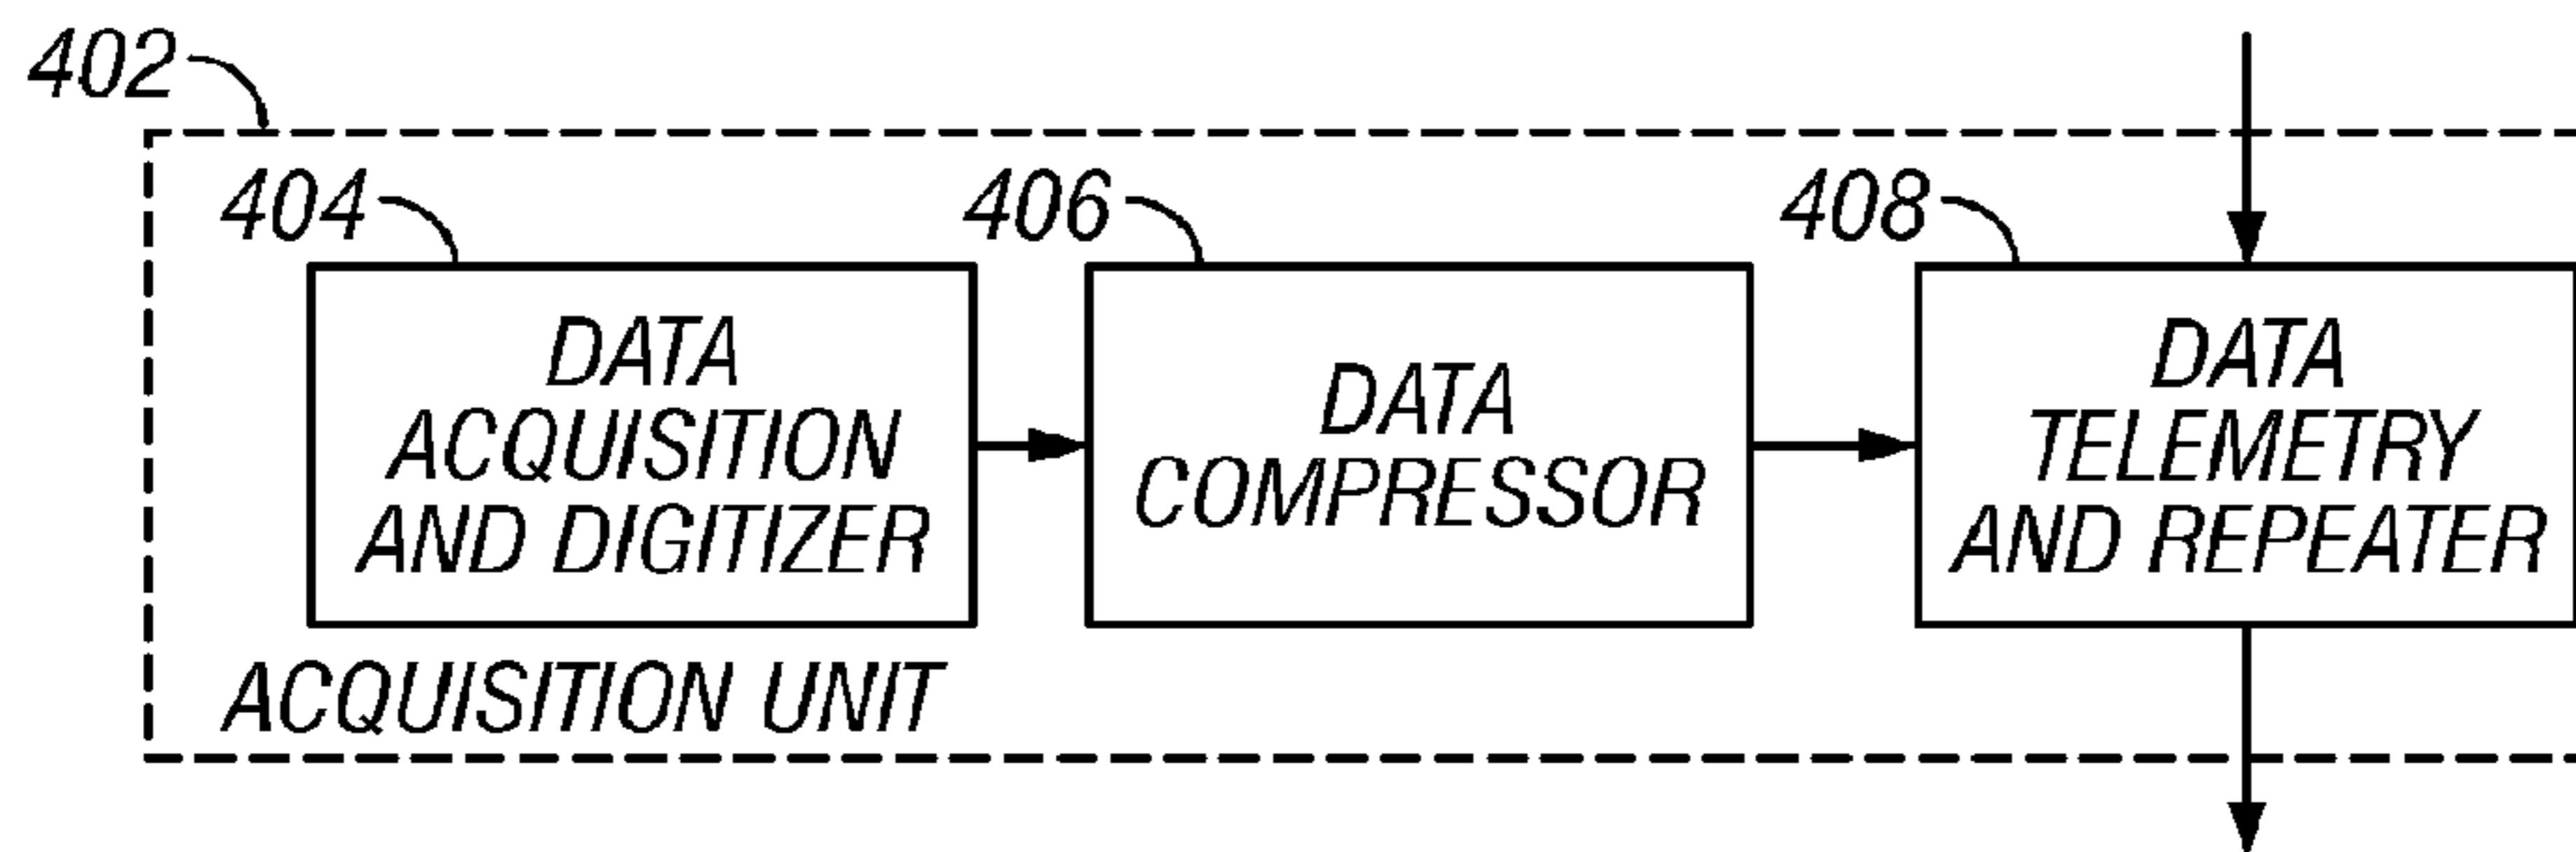 402
404
406
408
DATA
ACQUISITION
AND DIGITIZER
DATA
COMPRESSOR
DATA
TELEMETRY
AND REPEATER
ACQUISITION UNIT